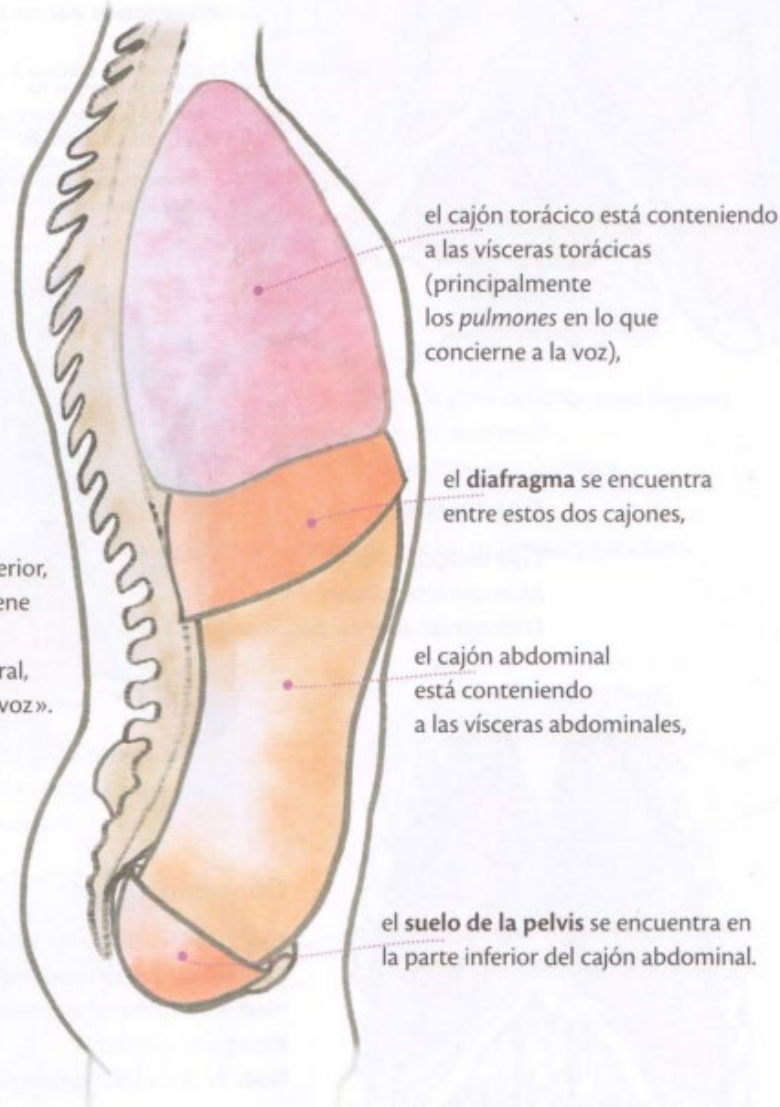 el cajón torácico está conteniendo
a las vísceras torácicas
(principalmente
los pulmones en lo que
concierne a la voz),
el diafragma se encuentra
entre estos dos cajones,
erior,
ene
ral,
voz».
el cajón abdominal
está conteniendo
a las vísceras abdominales,
el suelo de la pelvis se encuentra en
la parte inferior del cajón abdominal.